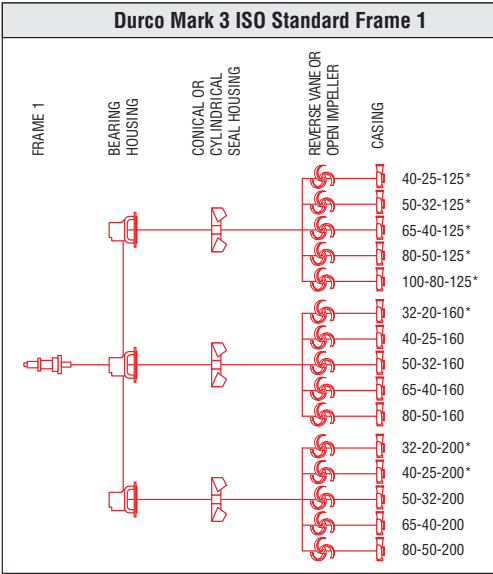 Durco Mark 3 ISO Standard Frame 1
FRAME 1
BEARING
HOUSING
CONICAL OR
CYLINDRICAL
SEAL HOUSING
REVERSE VANE OR
OPEN IMPELLER
CASING
40-25-125*
50-32-125*
65-40-125*
80-50-125*
100-80-125*
32-20-160*
40-25-160
50-32-160
65-40-160
80-50-160
32-20-200*
40-25-200*
50-32-200
65-40-200
80-50-200